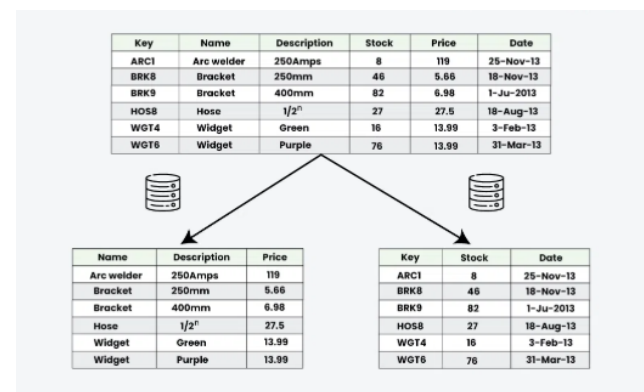 Key Name Description Stock Price Date
ARC1 Arc welder 250Amps 8 119 25-Nov-13
BRK8 Bracket 250mm 46 5.66 18-Nov-13
BRK9 Bracket 400mm 82 6.98 1-Ju-2013
HOS8 Hose 1/2" 27 27.5 18-Aug-13
WGT4 Widget Green 16 13.99 3-Feb-13
WGT6 Widget Purple 76 13.99 31-Mar-13
Name Description Price
Arc welder 250Amps 119
Bracket 250mm 5.66
Bracket 400mm 6.98
Hose 1/2" 27.5
Widget Green 13.99
Widget Purple 13.99
Key Stock Date
ARC1 8 25-Nov-13
BRK8 46 18-Nov-13
BRK9 82 1-Ju-2013
HOS8 27 18-Aug-13
WGT4 16 3-Feb-13
WGT6 76 31-Mar-13